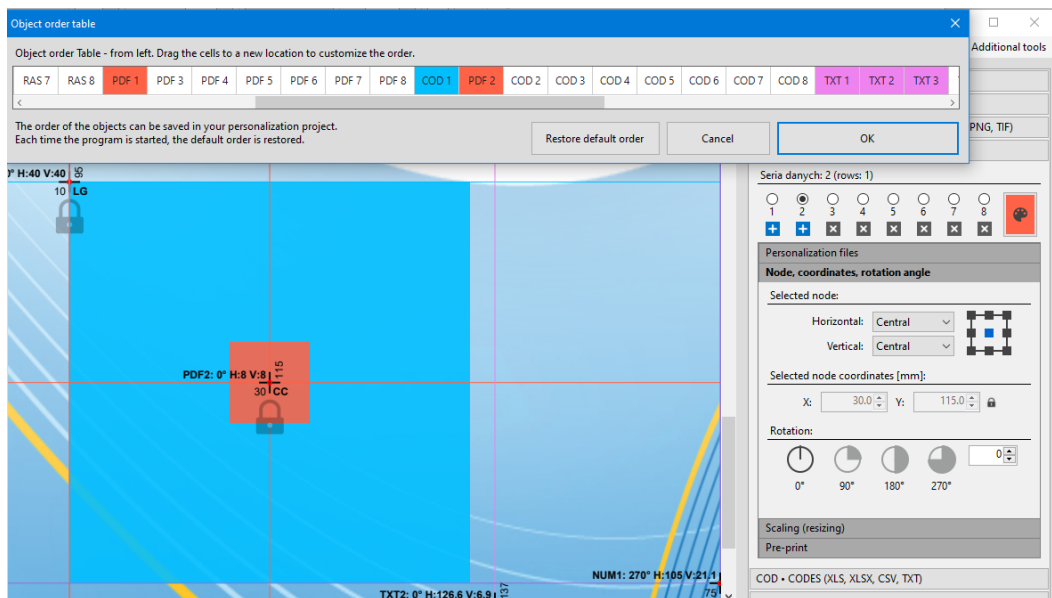 Object order table
Additional tools
Object order Table - from left. Drag the cells to a new location to customize the order.
RAS 7 RAS 8 PDF 1 PDF 3 PDF 4 PDF 5 PDF 6 PDF 7 PDF 8 COD 1 PDF 2 COD 2 COD 3 COD 4 COD 5 COD 6 COD 7 COD 8 TXT 1 TXT 2 TXT 3
The order of the objects can be saved in your personalization project.
Each time the program is started, the default order is restored.
Restore default order Cancel OK
PNG, TIF)
0° H:40 V:40 95
10 LG
Seria danych: 2 (rows: 1)
1 2 3 4 5 6 7 8
Personalization files
Node, coordinates, rotation angle
Selected node:
Horizontal: Central
Vertical: Central
Selected node coordinates [mm]:
X: 30.0 Y: 115.0
Rotation:
0
0° 90° 180° 270°
Scaling (resizing)
Pre-print
COD • CODES (XLS, XLSX, CSV, TXT)
PDF2: 0° H:8 V:8 115
30 CC
NUM1: 270° H:105 V:21.1
75
TXT2: 0° H:126.6 V:6.9 137